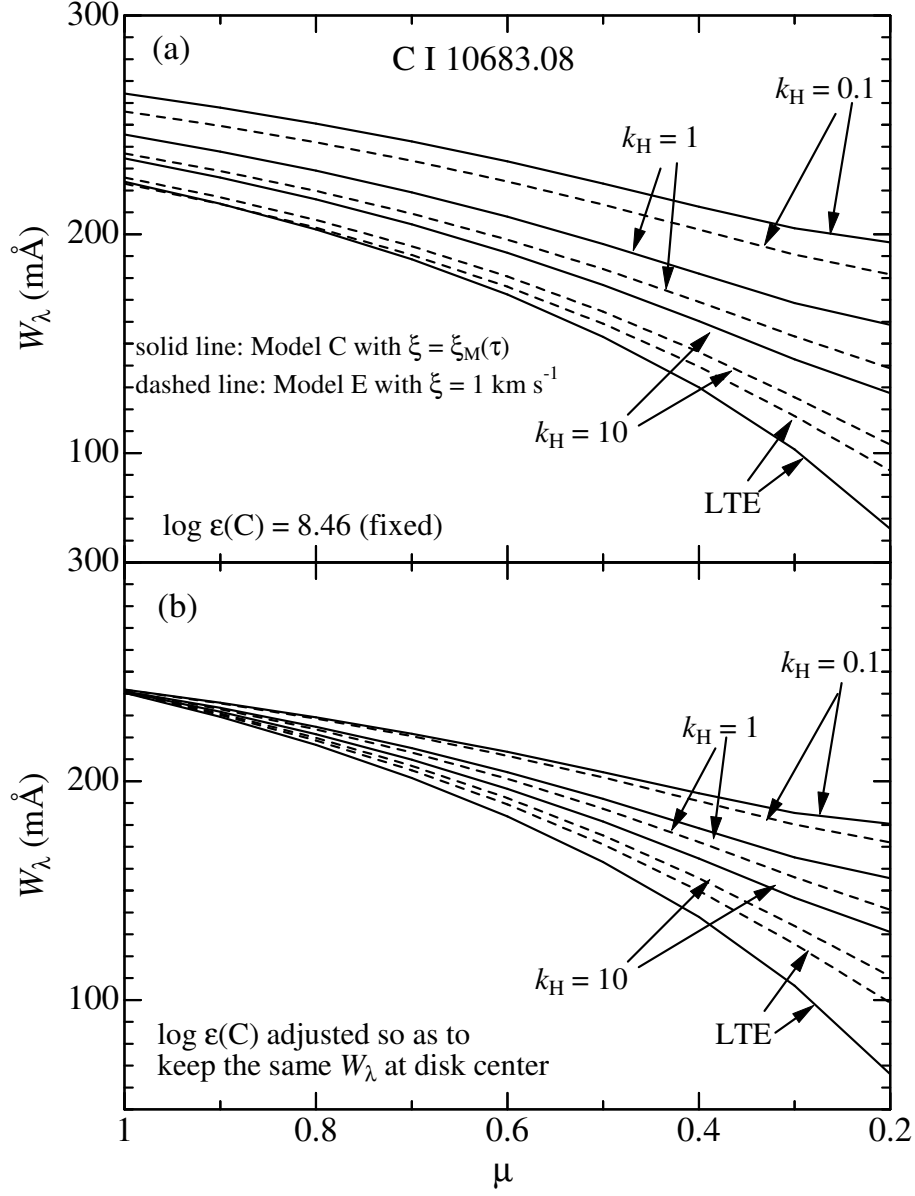 300
(a)
C I 10683.08
k_H = 0.1
k_H = 1
200
W_λ (mÅ)
solid line: Model C with ξ = ξ_M(τ)
dashed line: Model E with ξ = 1 km s⁻¹
k_H = 10
100
LTE
log ε(C) = 8.46 (fixed)
300
(b)
k_H = 0.1
k_H = 1
200
W_λ (mÅ)
k_H = 10
100
LTE
log ε(C) adjusted so as to
keep the same W_λ at disk center
1 0.8 0.6 0.4 0.2
μ